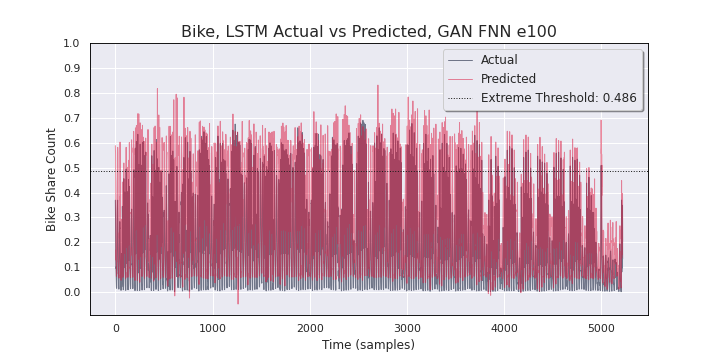 Bike, LSTM Actual vs Predicted, GAN FNN e100
1.0
0.9
0.8
0.7
0.6
0.5
0.4
0.3
0.2
0.1
0.0
Bike Share Count
Actual
Predicted
Extreme Threshold: 0.486
0 1000 2000 3000 4000 5000
Time (samples)